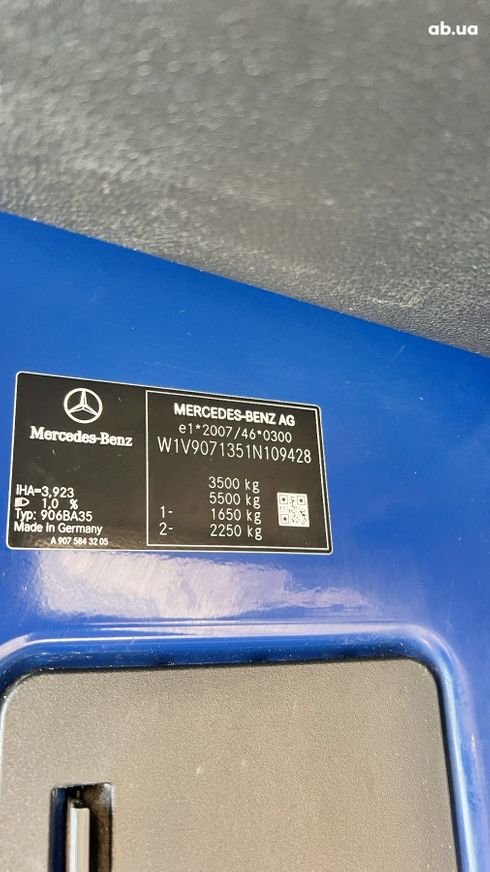 ab.ua
Mercedes-Benz
iHA=3,923
1,0 %
Typ: 906BA35
Made in Germany
A 907 584 32 05
MERCEDES-BENZ AG
e1*2007/46*0300
W1V9071351N109428
3500 kg
5500 kg
1- 1650 kg
2- 2250 kg